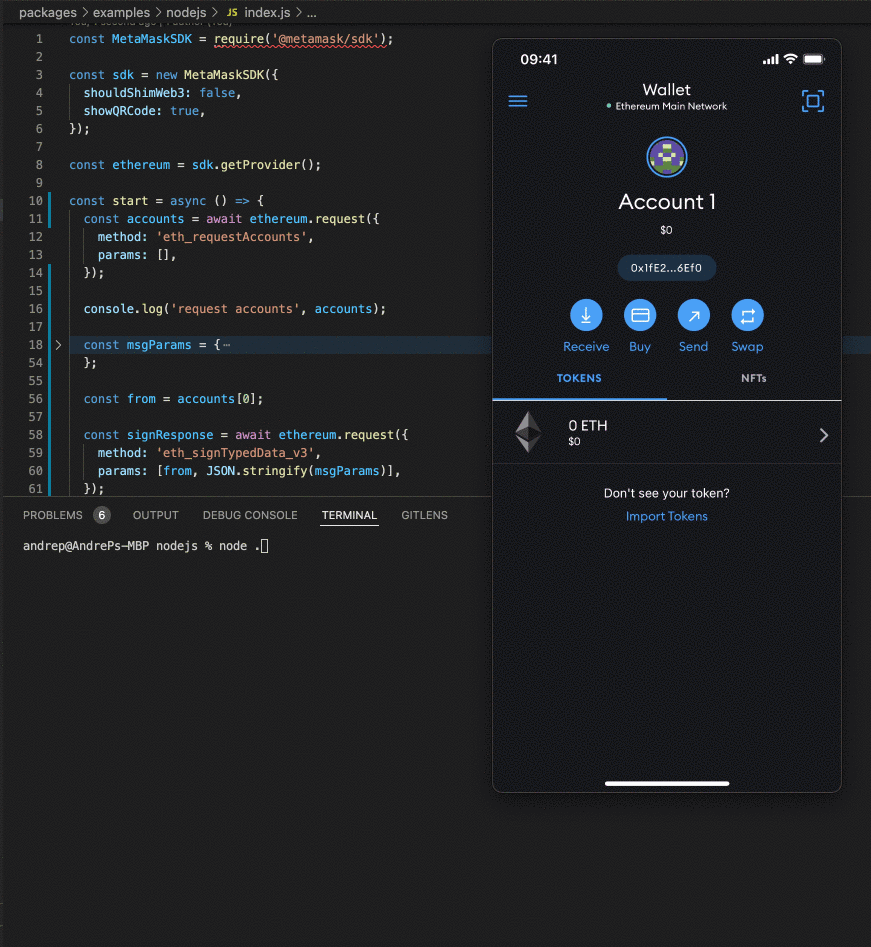 packages > examples > nodejs > JS index.js > ...
1 const MetaMaskSDK = require('@metamask/sdk');
2
3 const sdk = new MetaMaskSDK({
4 shouldShimWeb3: false,
5 showQRCode: true,
6 });
7
8 const ethereum = sdk.getProvider();
9
10 const start = async () => {
11 const accounts = await ethereum.request({
12 method: 'eth_requestAccounts',
13 params: [],
14 });
15
16 console.log('request accounts', accounts);
17
18 const msgParams = {⋯
54 };
55
56 const from = accounts[0];
57
58 const signResponse = await ethereum.request({
59 method: 'eth_signTypedData_v3',
60 params: [from, JSON.stringify(msgParams)],
61 });
PROBLEMS 6 OUTPUT DEBUG CONSOLE TERMINAL GITLENS
andrep@AndrePs-MBP nodejs % node .
09:41
Wallet
Ethereum Main Network
Account 1
$0
0x1fE2...6Ef0
Receive Buy Send Swap
TOKENS NFTs
0 ETH
$0
Don't see your token?
Import Tokens